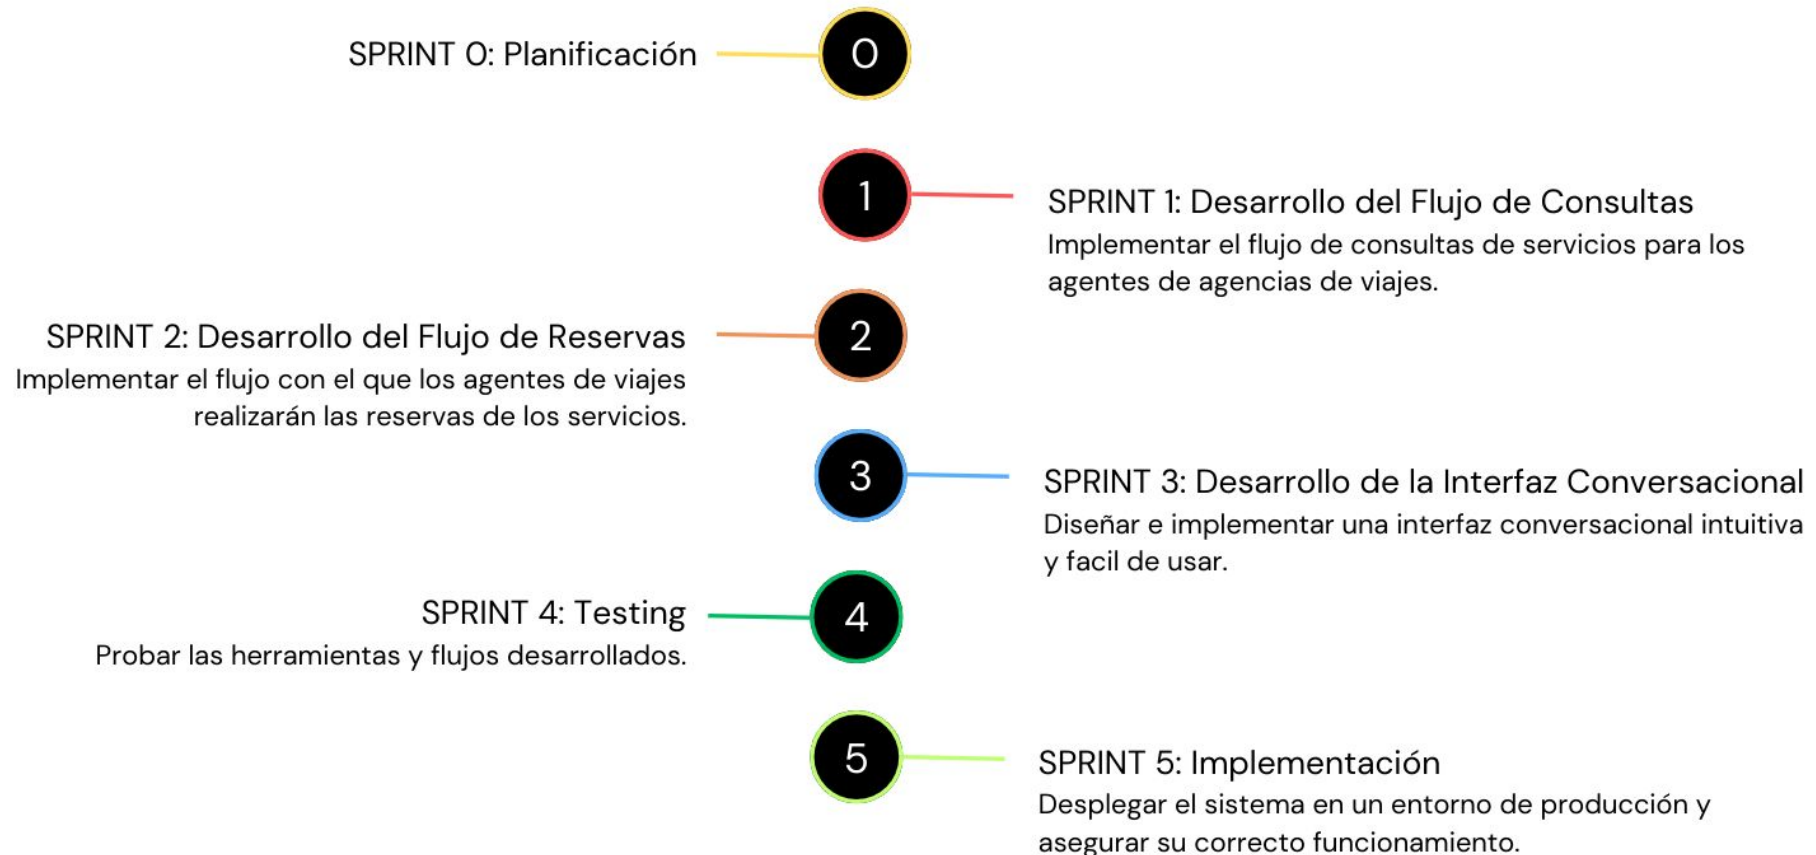 SPRINT 0: Planificación
0
1
SPRINT 1: Desarrollo del Flujo de Consultas
Implementar el flujo de consultas de servicios para los
agentes de agencias de viajes.
SPRINT 2: Desarrollo del Flujo de Reservas
Implementar el flujo con el que los agentes de viajes
realizarán las reservas de los servicios.
2
3
SPRINT 3: Desarrollo de la Interfaz Conversacional
Diseñar e implementar una interfaz conversacional intuitiva
y facil de usar.
SPRINT 4: Testing
Probar las herramientas y flujos desarrollados.
4
5
SPRINT 5: Implementación
Desplegar el sistema en un entorno de producción y
asegurar su correcto funcionamiento.